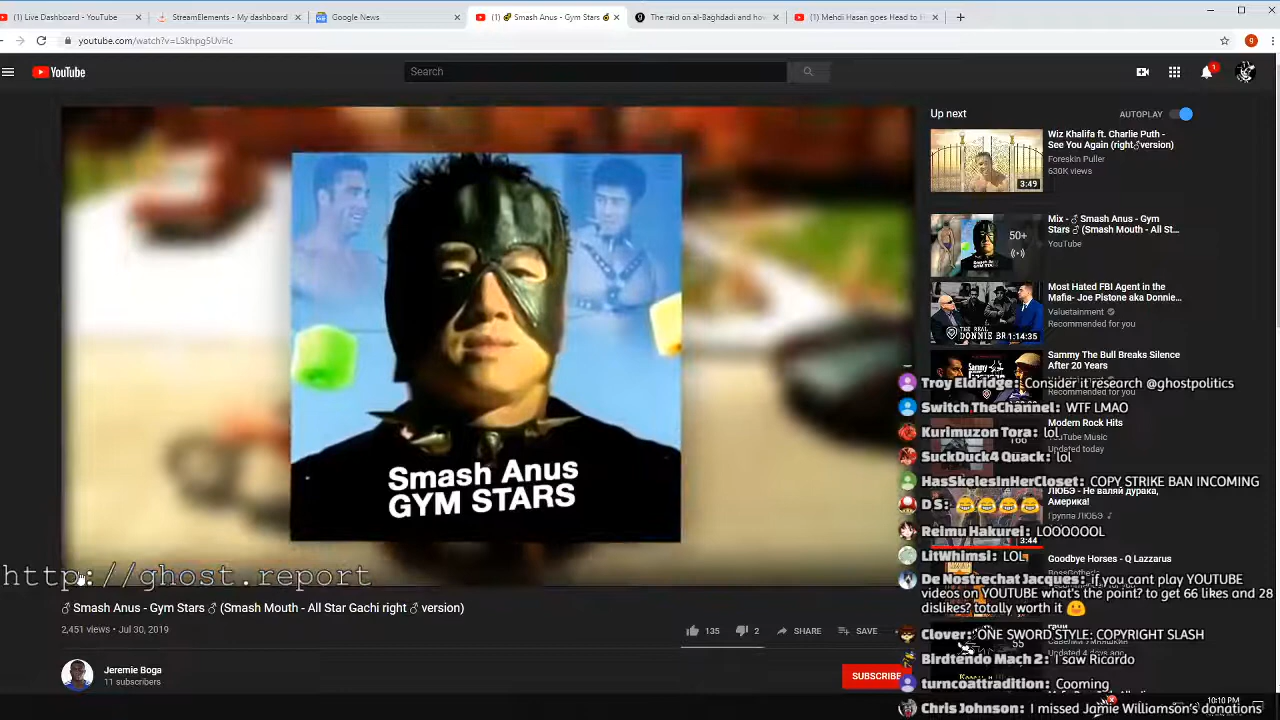 (1) Live Dashboard - YouTube
StreamElements - My dashboard
Google News
(1) Smash Anus - Gym Stars
The raid on al-Baghdadi and how
(1) Mehdi Hasan goes Head to H
youtube.com/watch?v=LSkhpgSUVHc
YouTube
Search
1
Smash Anus
GYM STARS
http://ghost.report
♂ Smash Anus - Gym Stars ♂ (Smash Mouth - All Star Gachi right ♂ version)
2,451 views • Jul 30, 2019
135
2
SHARE
SAVE
Jeremie Boga
11 subscribers
SUBSCRIBE
Up next
AUTOPLAY
Wiz Khalifa ft. Charlie Puth -
See You Again (right♂version)
Foreskin Puller
630K views
3:49
Mix - ♂ Smash Anus - Gym
Stars ♂ (Smash Mouth - All St...
YouTube
50+
Most Hated FBI Agent in the
Mafia- Joe Pistone aka Donnie...
Valuetainment
Recommended for you
1:14:35
Sammy The Bull Breaks Silence
After 20 Years
Modern Rock Hits
YouTube Music
Updated today
ЛЮБЭ - Не валяй дурака,
Америка!
Группа ЛЮБЭ
3:44
Goodbye Horses - Q Lazzarus
Troy Eldridge: Consider it research @ghostpolitics
Switch TheChannel: WTF LMAO
Kurimuzon Tora: lol
SuckDuck4 Quack: lol
HasSkelesInHerCloset: COPY STRIKE BAN INCOMING
D S: 😂😂😂😂
Reimu Hakurei: LOOOOOOL
LitWhimsi: LOL
De Nostrechat Jacques: if you cant play YOUTUBE
videos on YOUTUBE what's the point? to get 66 likes and 28
dislikes? totally worth it
Clover: ONE SWORD STYLE: COPYRIGHT SLASH
Birdtendo Mach 2: I saw Ricardo
turncoattradition: Cooming
Chris Johnson: I missed Jamie Williamson's donations
10:10 PM